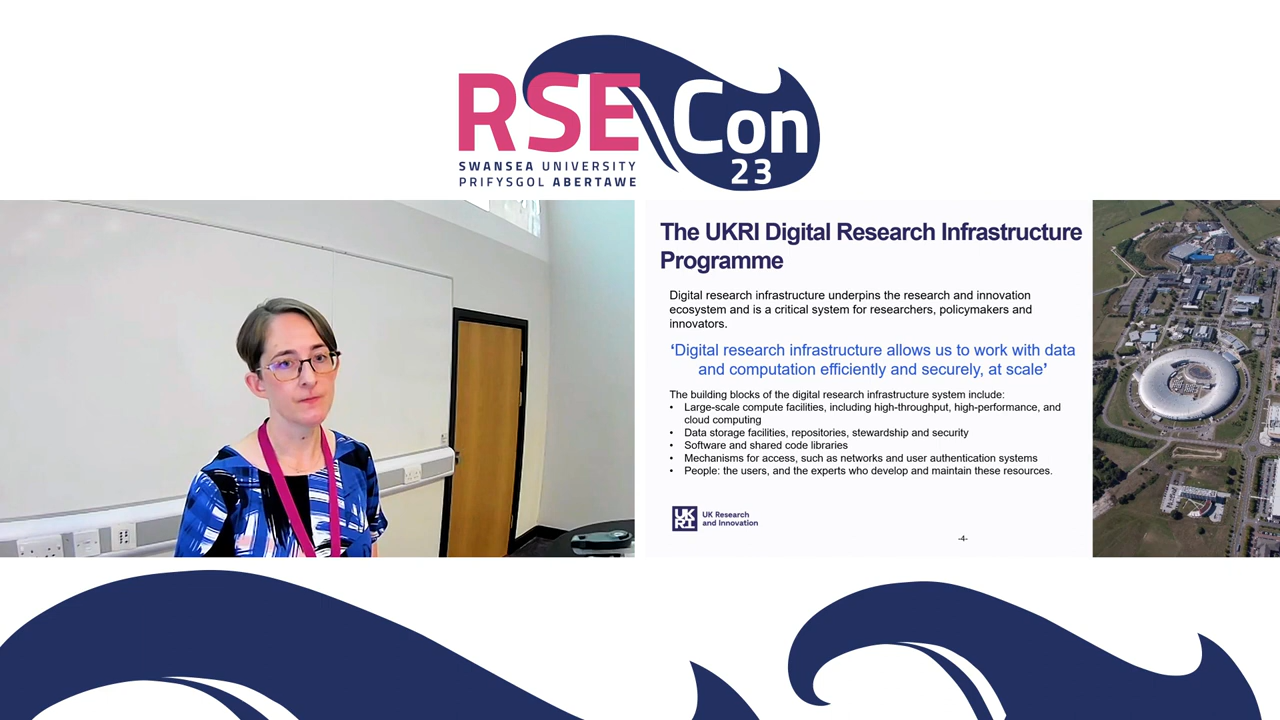 RSE Con
23
SWANSEA UNIVERSITY
PRIFYSGOL ABERTAWE
The UKRI Digital Research Infrastructure
Programme
Digital research infrastructure underpins the research and innovation
ecosystem and is a critical system for researchers, policymakers and
innovators.
‘Digital research infrastructure allows us to work with data
and computation efficiently and securely, at scale’
The building blocks of the digital research infrastructure system include:
• Large-scale compute facilities, including high-throughput, high-performance, and
cloud computing
• Data storage facilities, repositories, stewardship and security
• Software and shared code libraries
• Mechanisms for access, such as networks and user authentication systems
• People: the users, and the experts who develop and maintain these resources.
UK
RI
UK Research
and Innovation
-4-